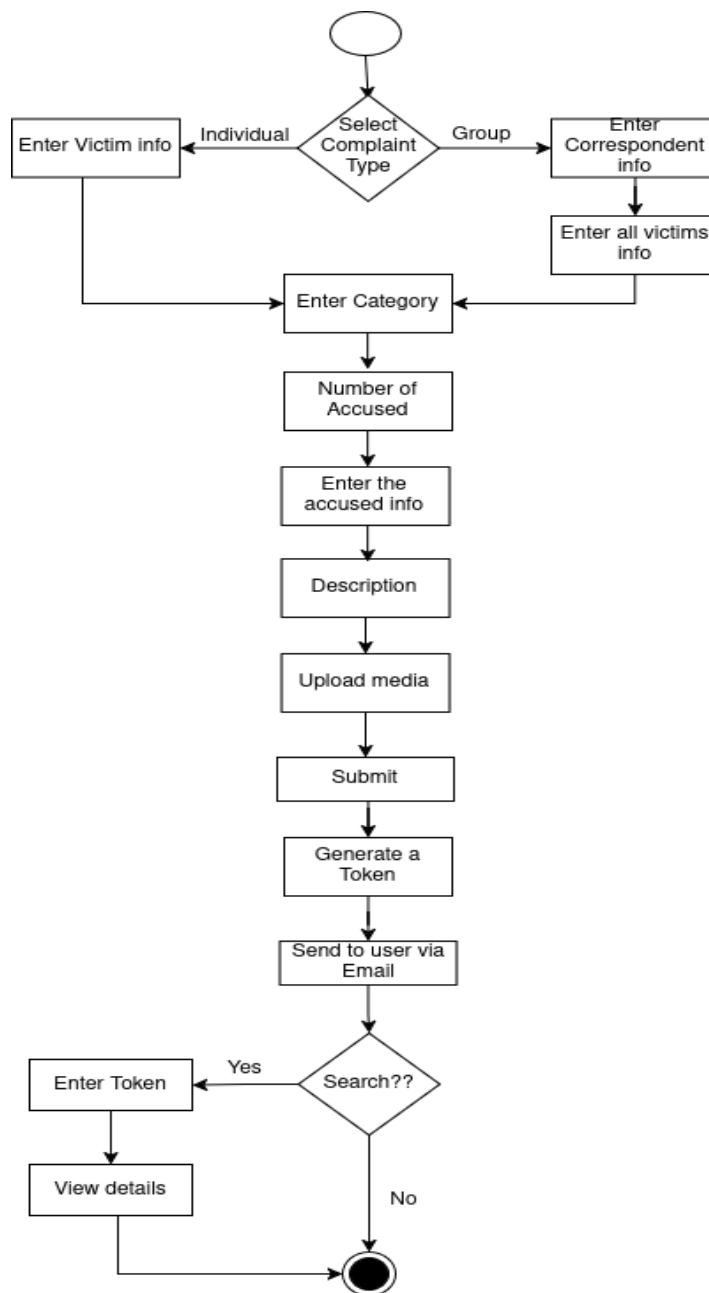 Select
Complaint
Type
Individual
Group
Enter Victim info
Enter
Correspondent
info
Enter all victims
info
Enter Category
Number of
Accused
Enter the
accused info
Description
Upload media
Submit
Generate a
Token
Send to user via
Email
Search??
Yes
Enter Token
View details
No